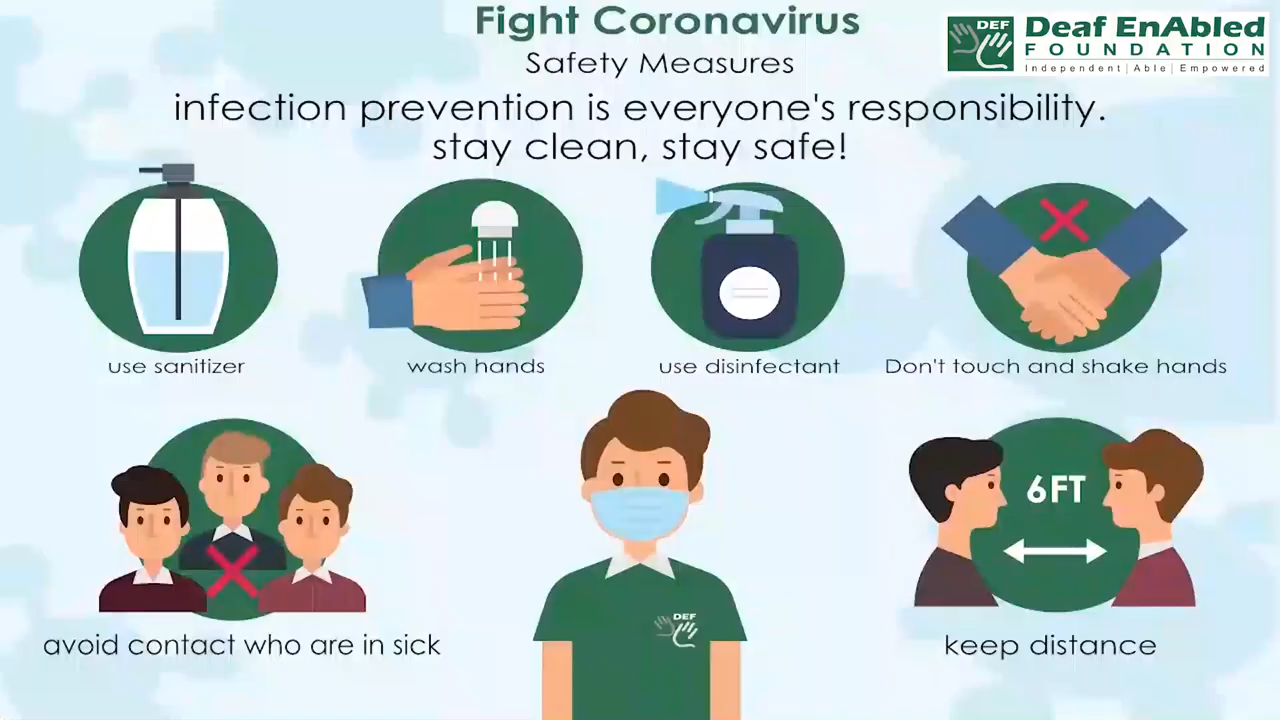 Fight Coronavirus
Safety Measures
DEF
Deaf EnAbled
FOUNDATION
Independent | Able | Empowered
infection prevention is everyone's responsibility.
stay clean, stay safe!
use sanitizer
wash hands
use disinfectant
Don't touch and shake hands
6FT
DEF
avoid contact who are in sick
keep distance